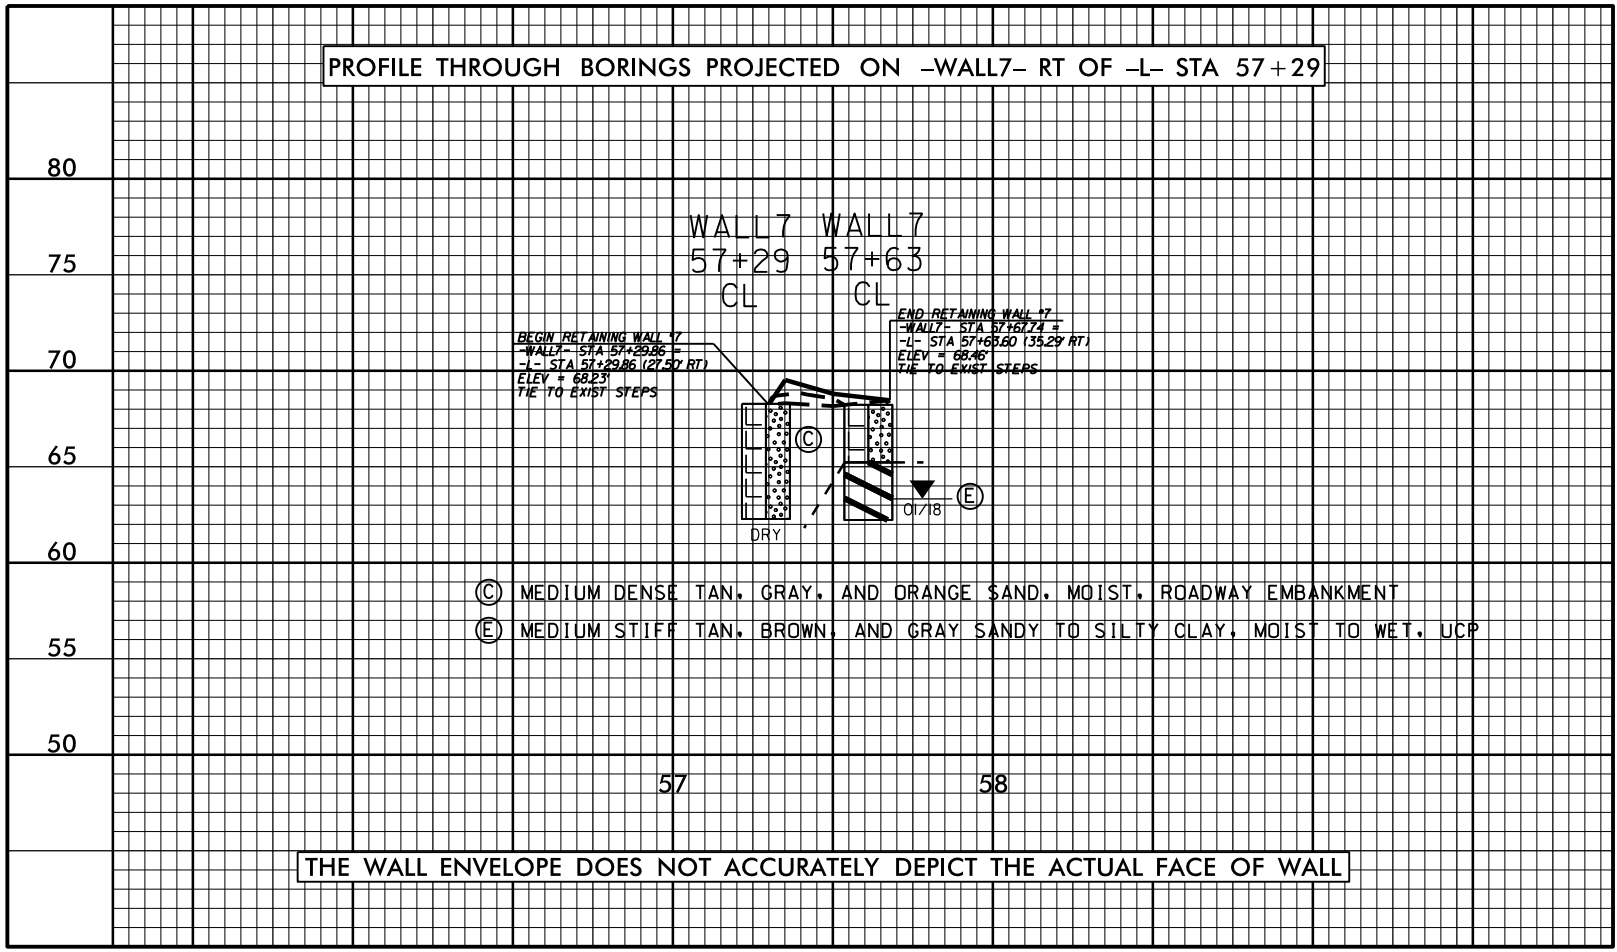 PROFILE THROUGH BORINGS PROJECTED ON -WALL7- RT OF -L- STA 57+29
80
WALL7 WALL7
57+29 57+63
CL CL
75
END RETAINING WALL #7
-WALL7- STA 57+67.74 =
-L- STA 57+63.60 (35.29' RT)
ELEV = 68.46'
TIE TO EXIST STEPS
BEGIN RETAINING WALL #7
-WALL7- STA 57+29.86 =
-L- STA 57+29.86 (27.50' RT)
ELEV = 68.23'
TIE TO EXIST STEPS
70
C
65
E
01/18
DRY
60
C MEDIUM DENSE TAN, GRAY, AND ORANGE SAND, MOIST, ROADWAY EMBANKMENT
E MEDIUM STIFF TAN, BROWN, AND GRAY SANDY TO SILTY CLAY, MOIST TO WET, UCP
55
50
57 58
THE WALL ENVELOPE DOES NOT ACCURATELY DEPICT THE ACTUAL FACE OF WALL